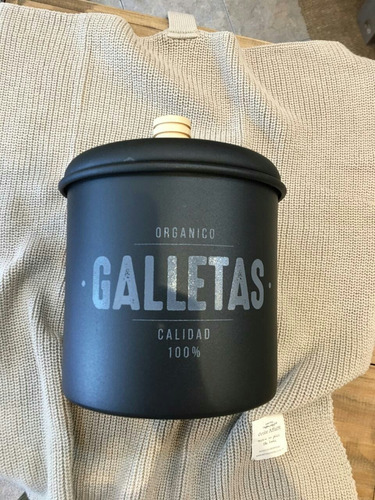 ORGANICO
· GALLETAS ·
CALIDAD
100%